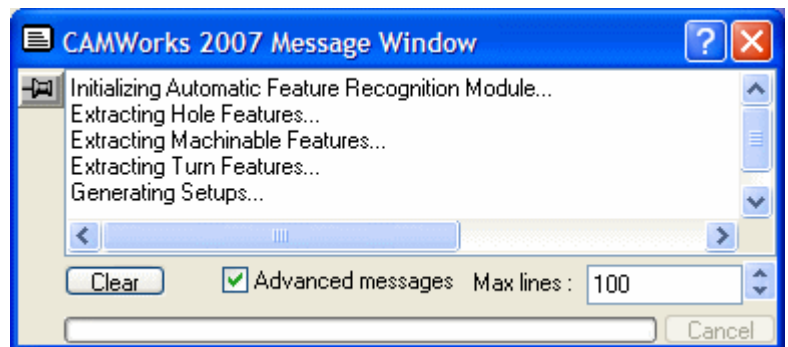 CAMWorks 2007 Message Window
Initializing Automatic Feature Recognition Module...
Extracting Hole Features...
Extracting Machinable Features...
Extracting Turn Features...
Generating Setups...
Clear Advanced messages Max lines : 100
Cancel